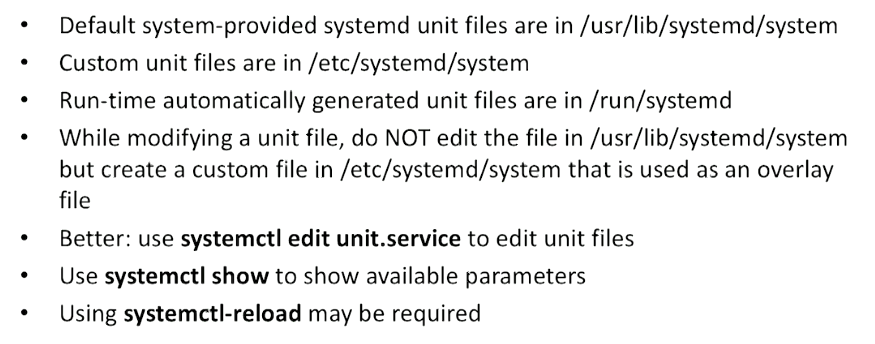 • Default system-provided systemd unit files are in /usr/lib/systemd/system
• Custom unit files are in /etc/systemd/system
• Run-time automatically generated unit files are in /run/systemd
• While modifying a unit file, do NOT edit the file in /usr/lib/systemd/system
but create a custom file in /etc/systemd/system that is used as an overlay
file
• Better: use systemctl edit unit.service to edit unit files
• Use systemctl show to show available parameters
• Using systemctl-reload may be required